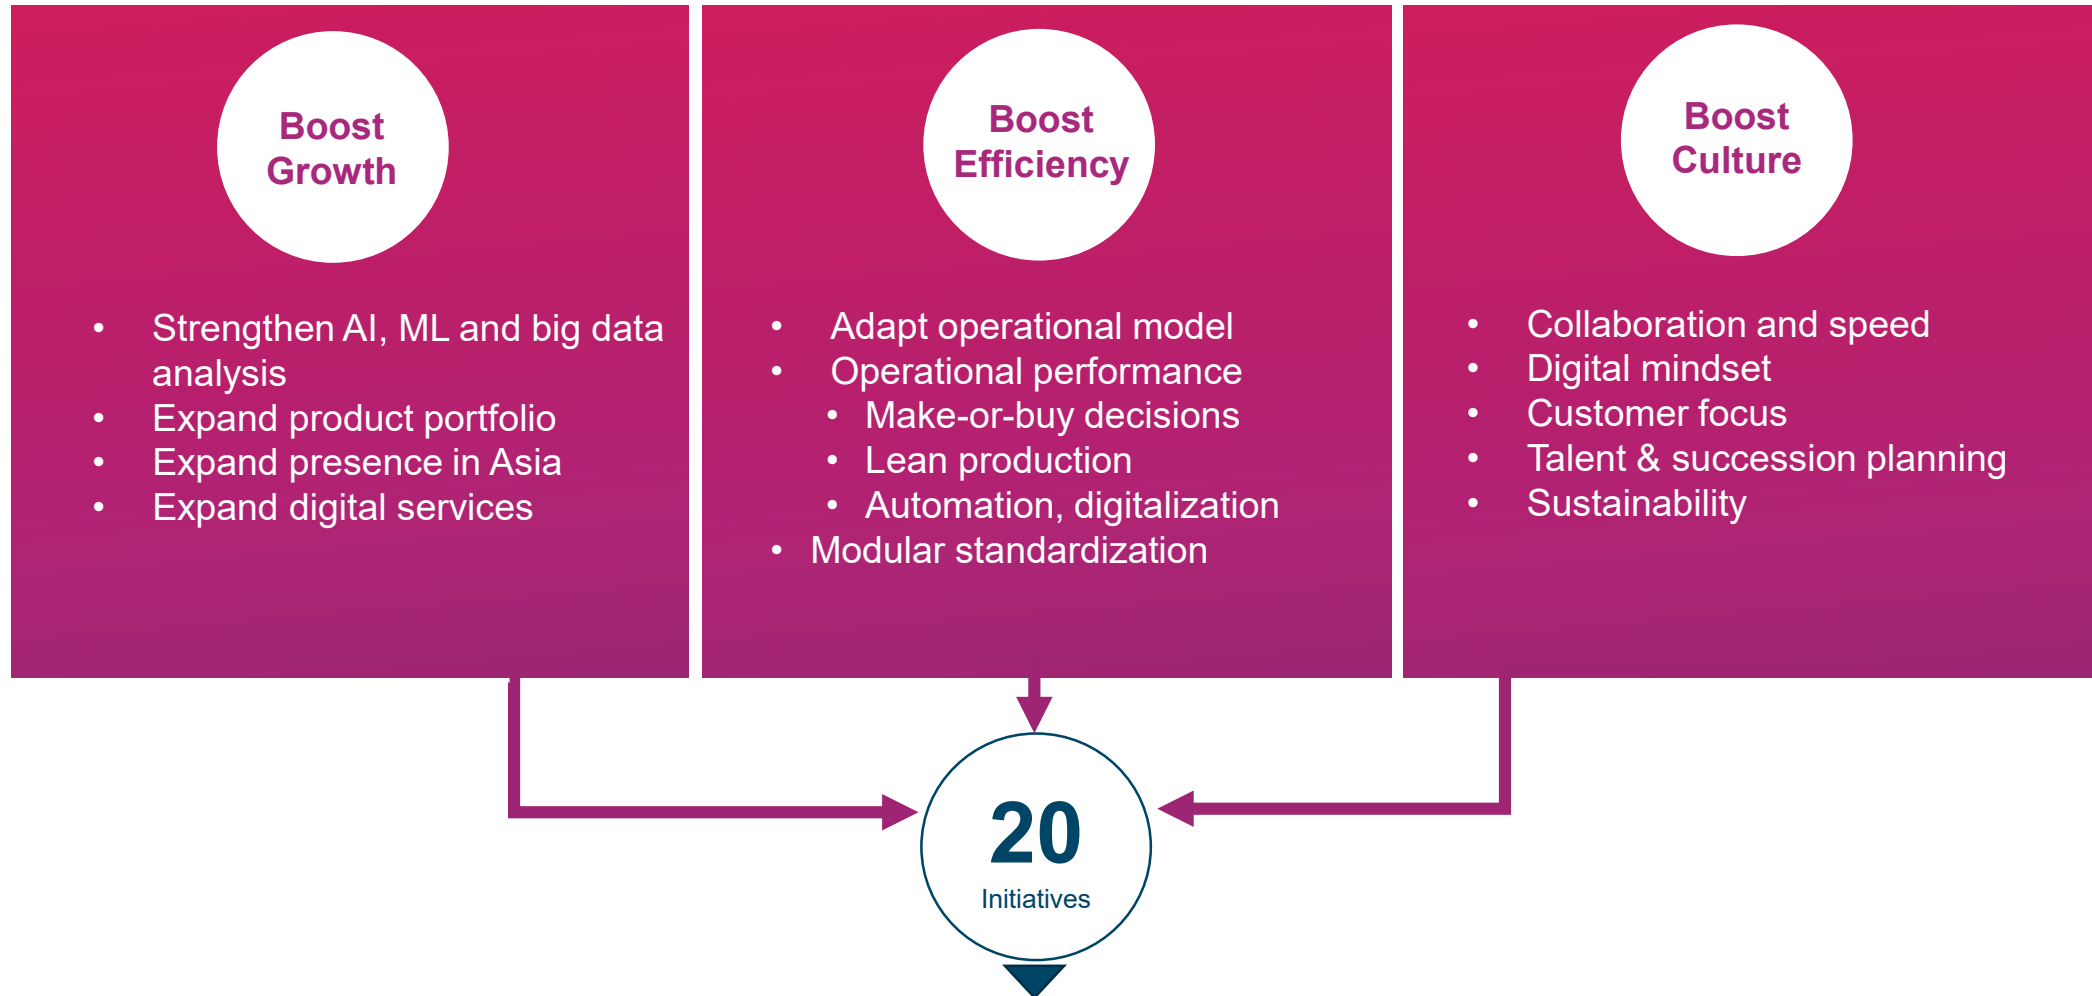 Boost
Growth
• Strengthen AI, ML and big data
analysis
• Expand product portfolio
• Expand presence in Asia
• Expand digital services
Boost
Efficiency
• Adapt operational model
• Operational performance
• Make-or-buy decisions
• Lean production
• Automation, digitalization
• Modular standardization
Boost
Culture
• Collaboration and speed
• Digital mindset
• Customer focus
• Talent & succession planning
• Sustainability
20
Initiatives